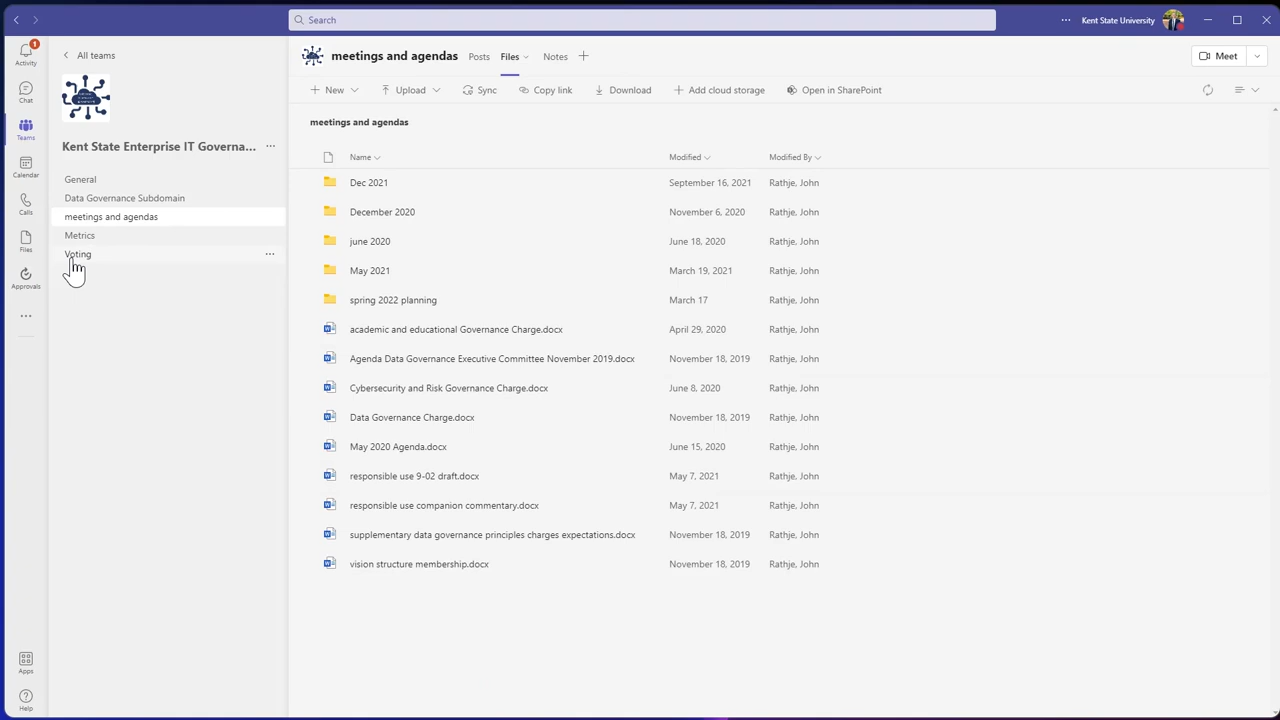 Search
Kent State University
1
Activity
Chat
Teams
Calendar
Calls
Files
Approvals
Apps
Help
All teams
Kent State Enterprise IT Governa...
General
Data Governance Subdomain
meetings and agendas
Metrics
Voting
meetings and agendas
Posts
Files
Notes
Meet
New
Upload
Sync
Copy link
Download
Add cloud storage
Open in SharePoint
meetings and agendas
Name Modified Modified By
Dec 2021 September 16, 2021 Rathje, John
December 2020 November 6, 2020 Rathje, John
june 2020 June 18, 2020 Rathje, John
May 2021 March 19, 2021 Rathje, John
spring 2022 planning March 17 Rathje, John
academic and educational Governance Charge.docx April 29, 2020 Rathje, John
Agenda Data Governance Executive Committee November 2019.docx November 18, 2019 Rathje, John
Cybersecurity and Risk Governance Charge.docx June 8, 2020 Rathje, John
Data Governance Charge.docx November 18, 2019 Rathje, John
May 2020 Agenda.docx June 15, 2020 Rathje, John
responsible use 9-02 draft.docx May 7, 2021 Rathje, John
responsible use companion commentary.docx May 7, 2021 Rathje, John
supplementary data governance principles charges expectations.docx November 18, 2019 Rathje, John
vision structure membership.docx November 18, 2019 Rathje, John